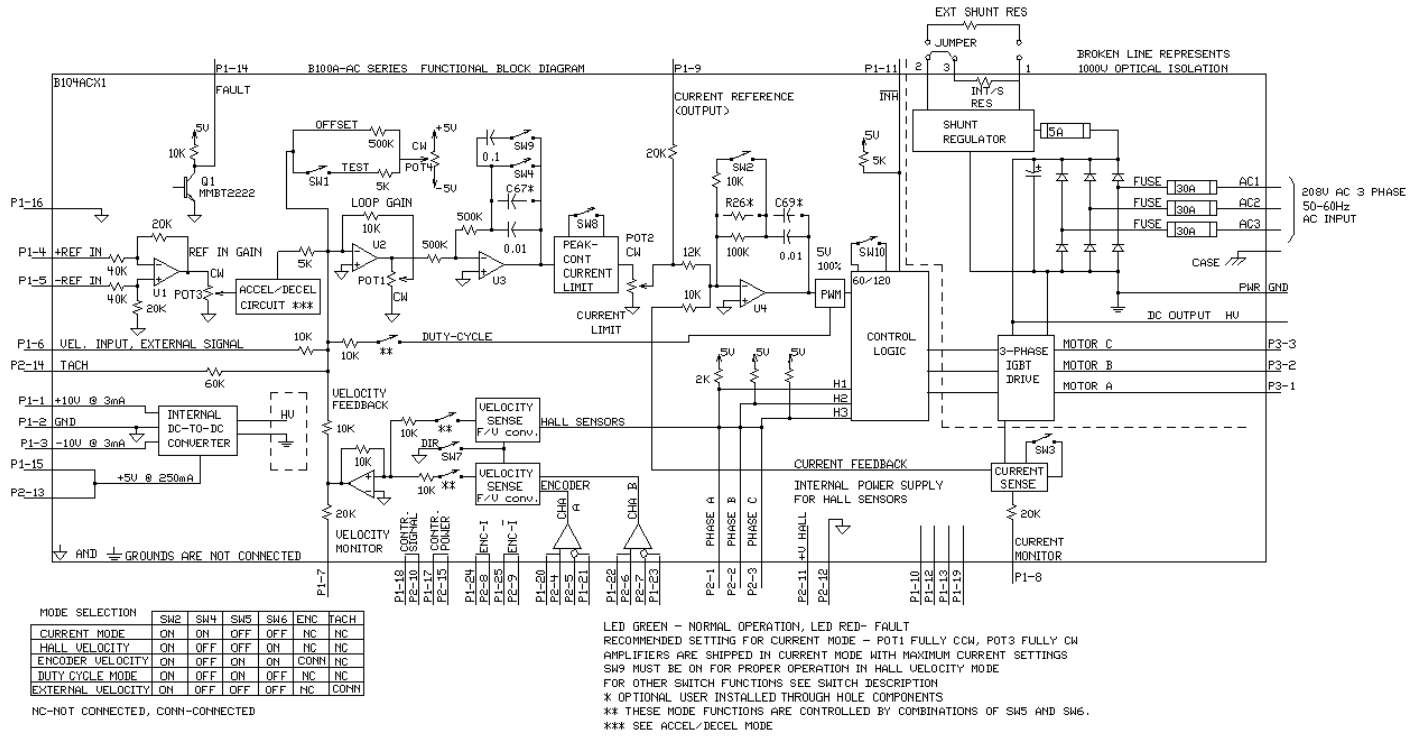 EXT SHUNT RES
JUMPER
BROKEN LINE REPRESENTS
1000V OPTICAL ISOLATION
P1-14
B100A-AC SERIES FUNCTIONAL BLOCK DIAGRAM
P1-9
P1-11
2 3 1
B104ACX1
FAULT
CURRENT REFERENCE
(OUTPUT)
INH
INT/S
RES
SHUNT
REGULATOR
5A
5V
10K
Q1
MMBT2222
OFFSET
500K
CW
POT4
+5V
-5V
SW1
TEST
5K
0.1
SW9
SW4
C67*
0.01
20K
SW2
10K
R26*
C69*
100K
0.01
5V
5K
FUSE 30A AC1
FUSE 30A AC2
FUSE 30A AC3
208V AC 3 PHASE
50-60Hz
AC INPUT
CASE
PWR GND
DC OUTPUT HV
P1-16
P1-4 +REF IN
P1-5 -REF IN
40K
40K
20K
20K
U1
REF IN GAIN
CW
POT3
ACCEL/DECEL
CIRCUIT ***
5K
LOOP GAIN
10K
U2
POT1
CW
500K
500K
U3
SW8
PEAK-
CONT
CURRENT
LIMIT
POT2
CW
CURRENT
LIMIT
12K
10K
U4
5V
100%
PWM
SW10
60/120
CONTROL
LOGIC
3-PHASE
IGBT
DRIVE
MOTOR C P3-3
MOTOR B P3-2
MOTOR A P3-1
P1-6 VEL. INPUT, EXTERNAL SIGNAL
10K
10K
**
DUTY-CYCLE
P2-14 TACH
60K
5V 5V 5V
2K
H1
H2
H3
P1-1 +10V @ 3mA
P1-2 GND
P1-3 -10V @ 3mA
P1-15
P2-13
+5V @ 250mA
INTERNAL
DC-TO-DC
CONVERTER
HV
VELOCITY
FEEDBACK
10K
10K
10K
**
VELOCITY
SENSE
F/V conv.
HALL SENSORS
DIR
SW7
10K
**
VELOCITY
SENSE
F/V conv.
ENCODER
CHA A
CHA B
20K
VELOCITY
MONITOR
CURRENT FEEDBACK
INTERNAL POWER SUPPLY
FOR HALL SENSORS
SW3
CURRENT
SENSE
20K
CURRENT
MONITOR
P1-8
AND GROUNDS ARE NOT CONNECTED
P1-7
CONTR.
SIGNAL
CONTR.
POWER
ENC-I
ENC-I
PHASE A
PHASE B
PHASE C
+V HALL
P1-18
P2-10
P1-17
P2-15
P1-24
P2-8
P1-25
P2-9
P1-20
P2-4
P2-5
P1-21
P1-22
P2-6
P2-7
P1-23
P2-1
P2-2
P2-3
P2-11
P2-12
P1-10
P1-12
P1-13
P1-19
MODE SELECTION SW2 SW4 SW5 SW6 ENC TACH
CURRENT MODE ON ON OFF OFF NC NC
HALL VELOCITY ON OFF OFF ON NC NC
ENCODER VELOCITY ON OFF ON ON CONN NC
DUTY CYCLE MODE ON OFF ON OFF NC NC
EXTERNAL VELOCITY ON OFF OFF OFF NC CONN
NC-NOT CONNECTED, CONN-CONNECTED
LED GREEN - NORMAL OPERATION, LED RED- FAULT
RECOMMENDED SETTING FOR CURRENT MODE - POT1 FULLY CCW, POT3 FULLY CW
AMPLIFIERS ARE SHIPPED IN CURRENT MODE WITH MAXIMUM CURRENT SETTINGS
SW9 MUST BE ON FOR PROPER OPERATION IN HALL VELOCITY MODE
FOR OTHER SWITCH FUNCTIONS SEE SWITCH DESCRIPTION
* OPTIONAL USER INSTALLED THROUGH HOLE COMPONENTS
** THESE MODE FUNCTIONS ARE CONTROLLED BY COMBINATIONS OF SW5 AND SW6.
*** SEE ACCEL/DECEL MODE